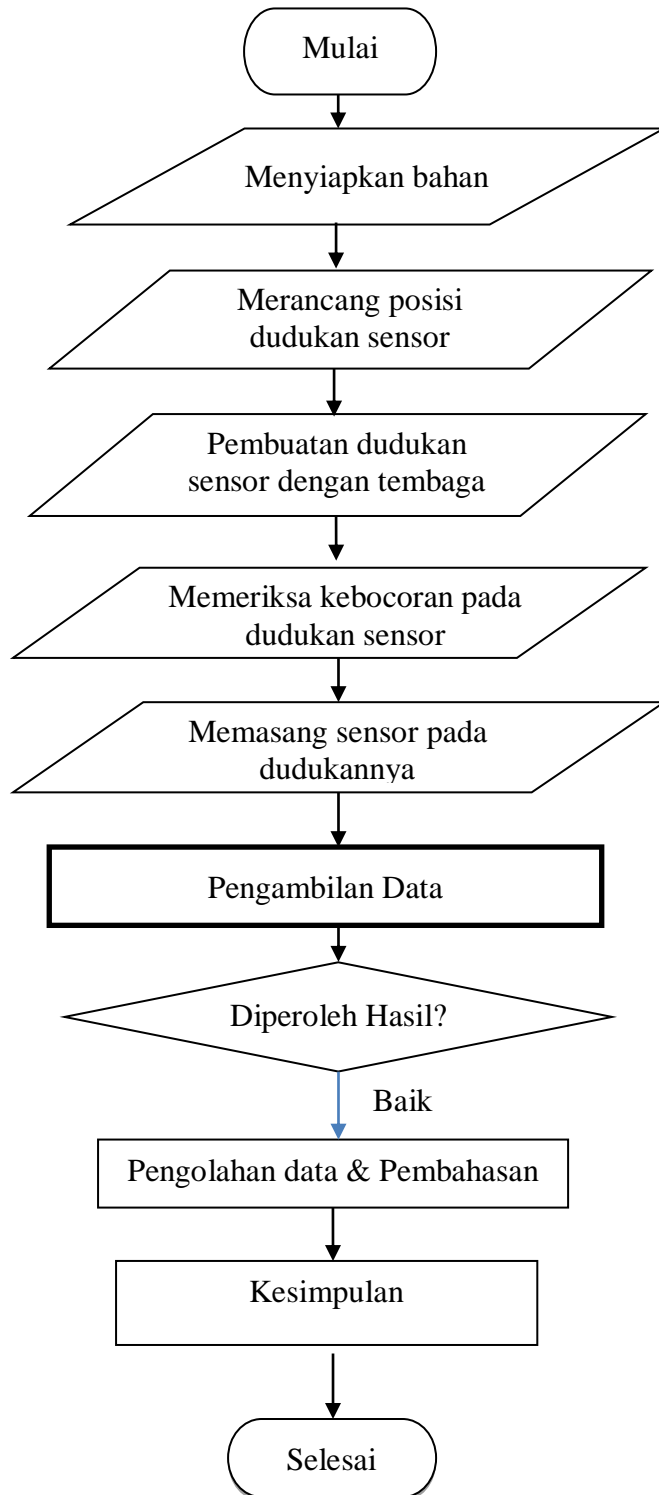 Mulai
Menyiapkan bahan
Merancang posisi
dudukan sensor
Pembuatan dudukan
sensor dengan tembaga
Memeriksa kebocoran pada
dudukan sensor
Memasang sensor pada
dudukannya
Pengambilan Data
Diperoleh Hasil?
Baik
Pengolahan data & Pembahasan
Kesimpulan
Selesai